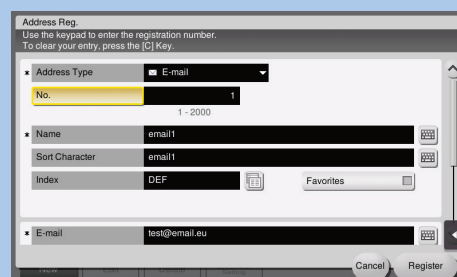 Address Reg.
Use the keypad to enter the registration number.
To clear your entry, press the [C] Key.
* Address Type E-mail
No. 1
1 - 2000
* Name email1
Sort Character email1
Index DEF Favorites
* E-mail test@email.eu
New
Cancel Register